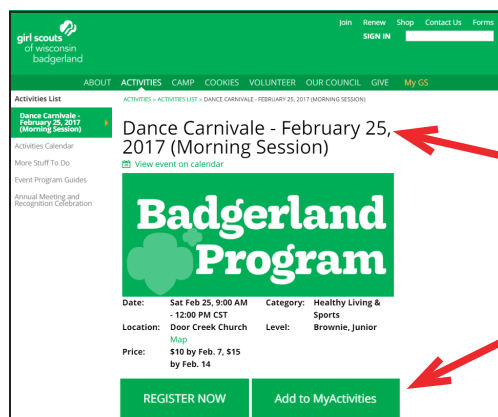 Join Renew Shop Contact Us Forms
SIGN IN
girl scouts
of wisconsin
badgerland
ABOUT ACTIVITIES CAMP COOKIES VOLUNTEER OUR COUNCIL GIVE My GS
Activities List
ACTIVITIES » ACTIVITIES LIST » DANCE CARNIVALE - FEBRUARY 25, 2017 (MORNING SESSION)
Dance Carnivale -
February 25, 2017
(Morning Session)
Activities Calendar
More Stuff To Do
Event Program Guides
Annual Meeting and
Recognition Celebration
Dance Carnivale - February 25,
2017 (Morning Session)
View event on calendar
Badgerland
Program
Date: Sat Feb 25, 9:00 AM
- 12:00 PM CST
Location: Door Creek Church
Map
Price: $10 by Feb. 7, $15
by Feb. 14
Category: Healthy Living &
Sports
Level: Brownie, Junior
REGISTER NOW
Add to MyActivities